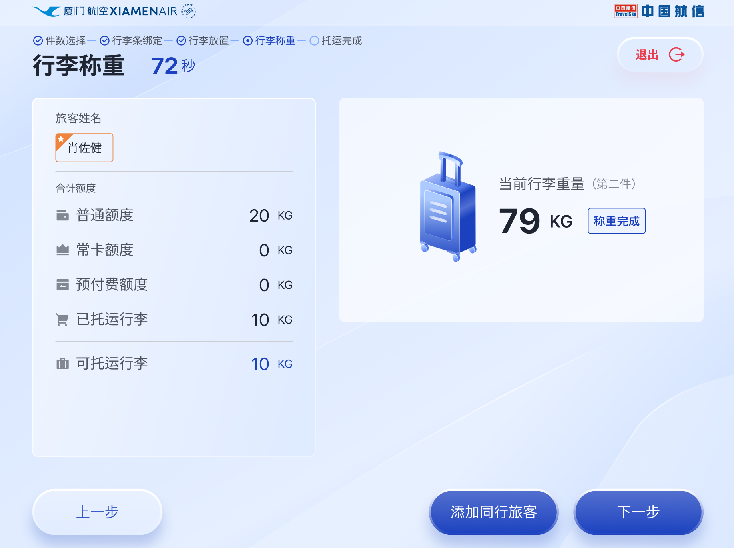 厦门航空 XIAMENAIR
TravelSky 中国航信
件数选择 行李条绑定 行李放置 行李称重 托运完成
行李称重 72 秒
退出
旅客姓名
肖佐健
合计额度
普通额度 20 KG
常卡额度 0 KG
预付费额度 0 KG
已托运行李 10 KG
可托运行李 10 KG
当前行李重量 (第二件)
79 KG 称重完成
上一步
添加同行旅客
下一步